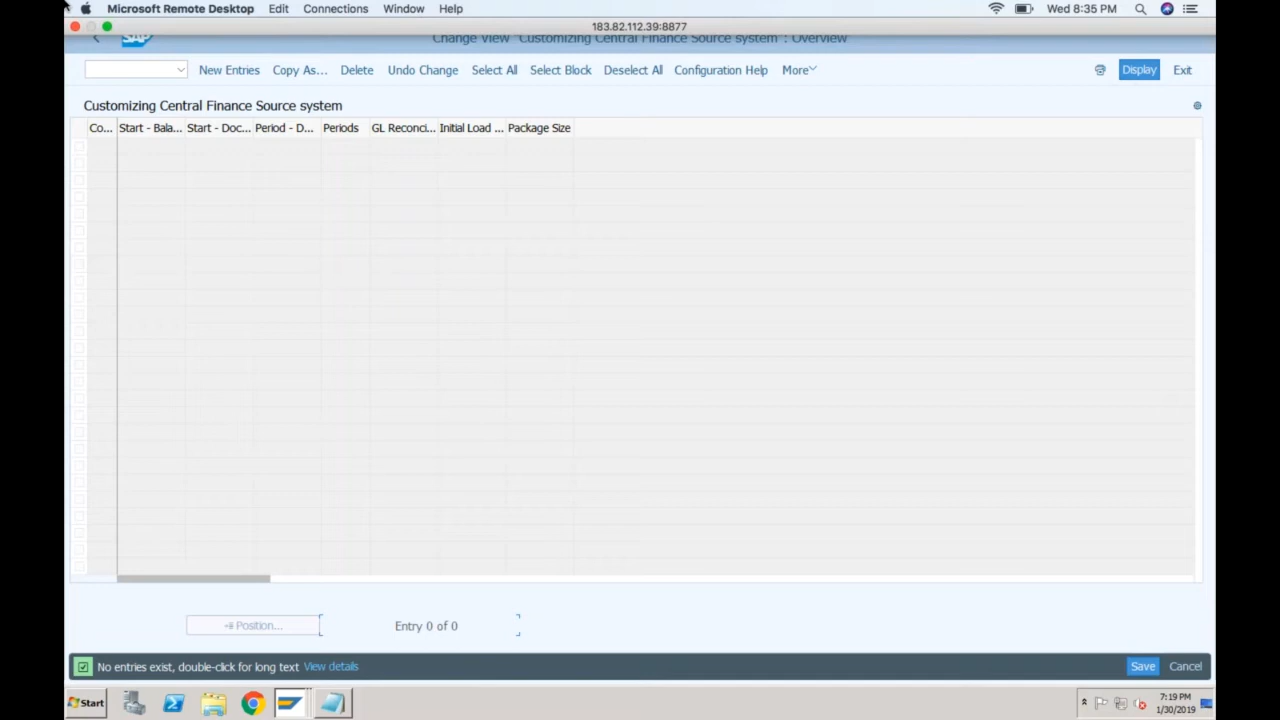 Microsoft Remote Desktop Edit Connections Window Help Wed 8:35 PM
183.82.112.39:8877
SAP Change View "Customizing Central Finance Source system": Overview
New Entries Copy As... Delete Undo Change Select All Select Block Deselect All Configuration Help More Display Exit
Customizing Central Finance Source system
Co... Start - Bala... Start - Doc... Period - D... Periods GL Reconci... Initial Load ... Package Size
Position... Entry 0 of 0
No entries exist, double-click for long text View details Save Cancel
Start 7:19 PM
1/30/2019